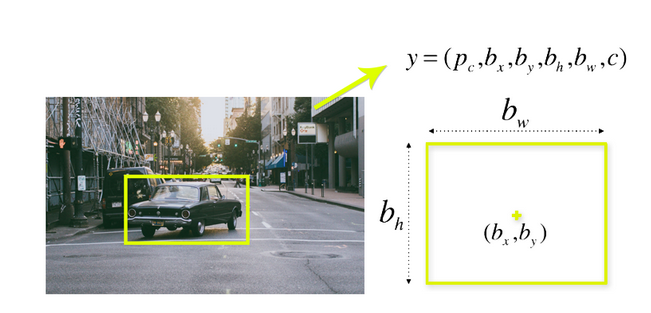 y = (p_c, b_x, b_y, b_h, b_w, c)
b_w
b_h
(b_x, b_y)